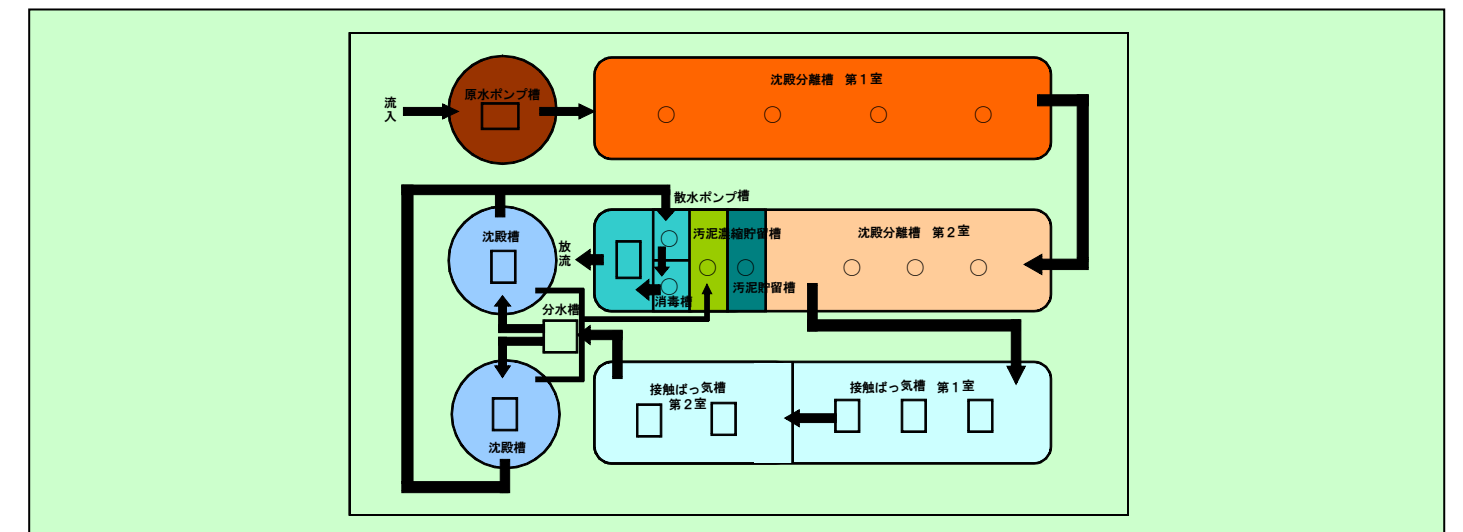 沈殿分離槽 第１室
原水ポンプ槽
流
入
散水ポンプ槽
沈殿槽
放
流
汚泥濃縮貯留槽
沈殿分離槽 第２室
汚泥貯留槽
消毒槽
分水槽
接触ばっ気槽
第２室
接触ばっ気槽 第１室
沈殿槽